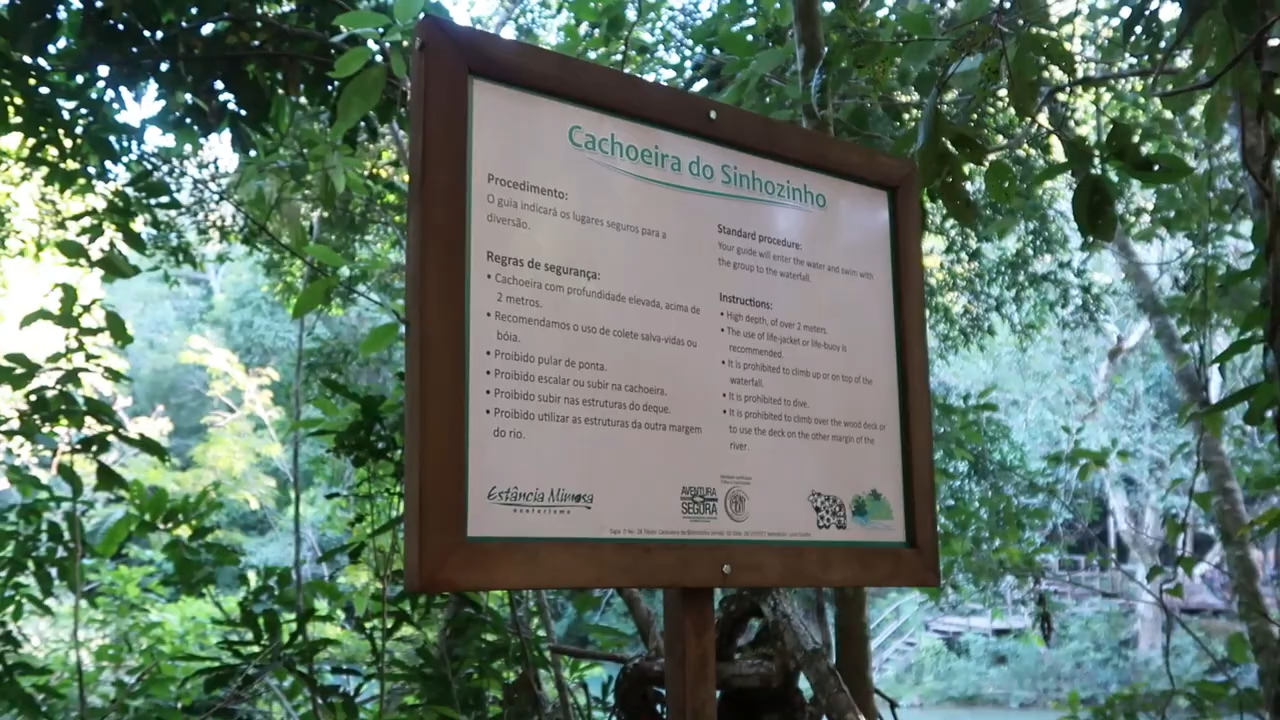 Cachoeira do Sinhozinho
Procedimento:
O guia indicará os lugares seguros para a
diversão.
Regras de segurança:
• Cachoeira com profundidade elevada, acima de
2 metros.
• Recomendamos o uso de colete salva-vidas ou
bóia.
• Proibido pular de ponta.
• Proibido escalar ou subir na cachoeira.
• Proibido subir nas estruturas do deque.
• Proibido utilizar as estruturas da outra margem
do rio.
Standard procedure:
Your guide will enter the water and swim with
the group to the waterfall.
Instructions:
• High depth, of over 2 meters.
• The use of life-jacket or life-buoy is
recommended.
• It is prohibited to climb up or on top of the
waterfall.
• It is prohibited to dive.
• It is prohibited to climb over the wood deck or
to use the deck on the other margin of the
river.
Estância Mimosa
ecoturismo
AVENTURA
SEGURA